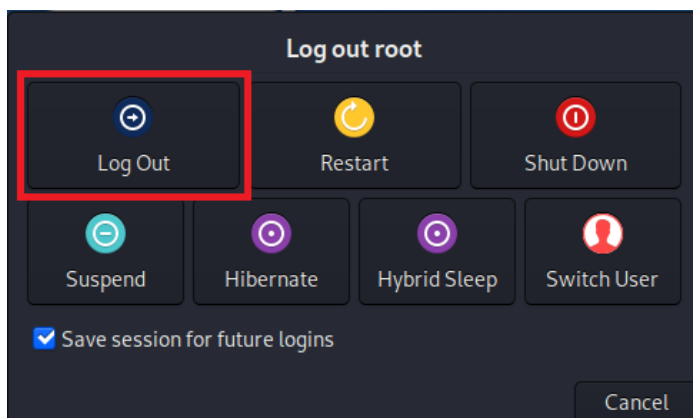 Log out root
Log Out
Restart
Shut Down
Suspend
Hibernate
Hybrid Sleep
Switch User
Save session for future logins
Cancel